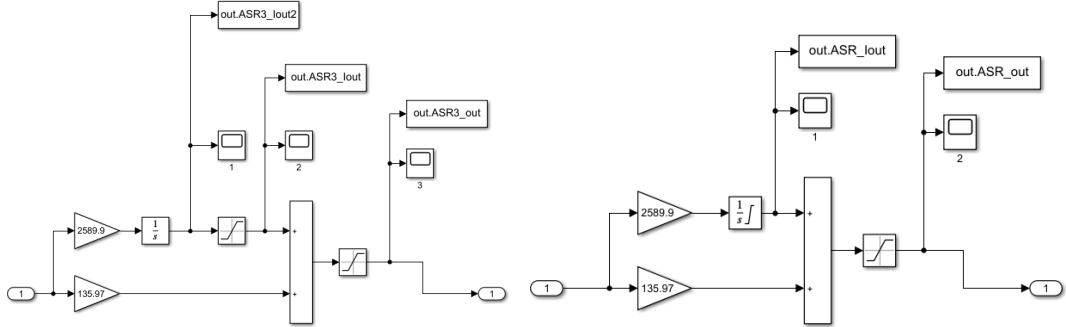 out.ASR3_Iout2
out.ASR3_Iout
out.ASR3_out
1
2
3
2589.9
1
s
+
1
135.97
+
1
out.ASR_Iout
out.ASR_out
1
2
2589.9
1
s
+
1
135.97
+
1